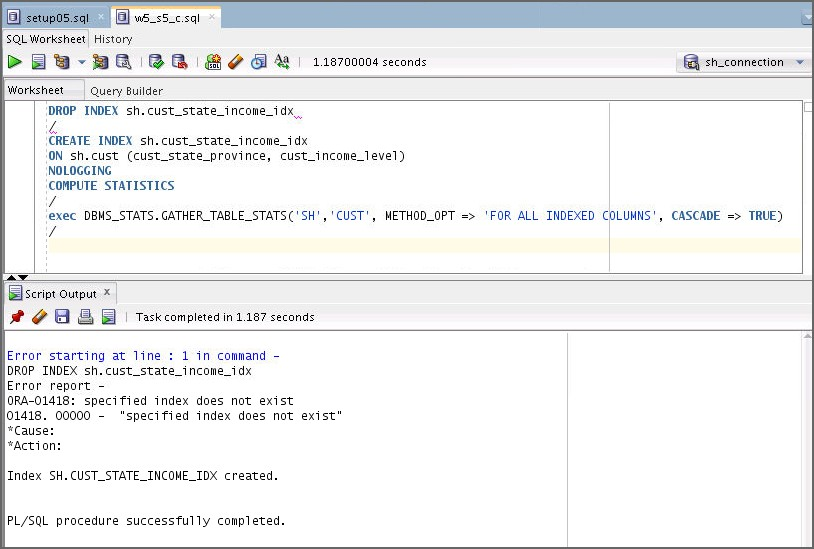 setup05.sql × w5_s5_c.sql ×
SQL Worksheet History
1.18700004 seconds sh_connection
Worksheet Query Builder
DROP INDEX sh.cust_state_income_idx
/
CREATE INDEX sh.cust_state_income_idx
ON sh.cust (cust_state_province, cust_income_level)
NOLOGGING
COMPUTE STATISTICS
/
exec DBMS_STATS.GATHER_TABLE_STATS('SH','CUST', METHOD_OPT => 'FOR ALL INDEXED COLUMNS', CASCADE => TRUE)
/
Script Output ×
Task completed in 1.187 seconds
Error starting at line : 1 in command -
DROP INDEX sh.cust_state_income_idx
Error report -
ORA-01418: specified index does not exist
01418. 00000 -  "specified index does not exist"
*Cause:
*Action:
Index SH.CUST_STATE_INCOME_IDX created.
PL/SQL procedure successfully completed.